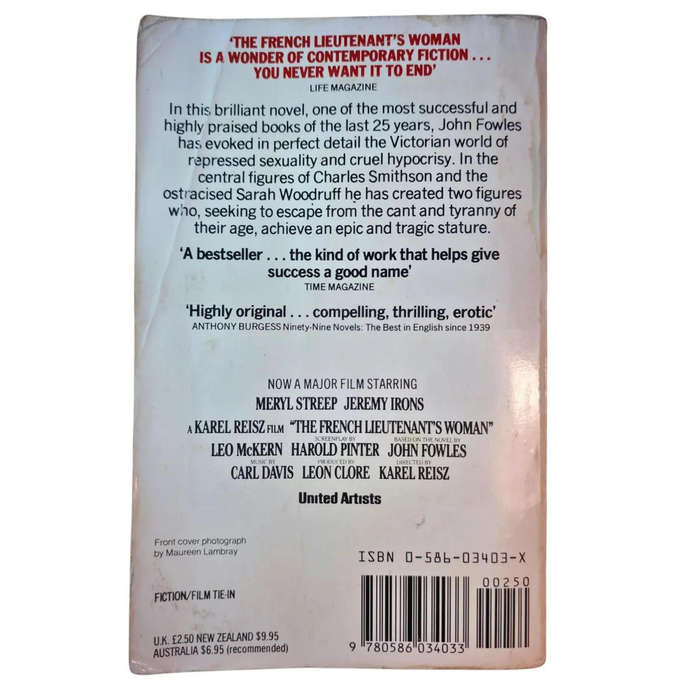 'THE FRENCH LIEUTENANT'S WOMAN
IS A WONDER OF CONTEMPORARY FICTION . . .
YOU NEVER WANT IT TO END'
LIFE MAGAZINE
In this brilliant novel, one of the most successful and
highly praised books of the last 25 years, John Fowles
has evoked in perfect detail the Victorian world of
repressed sexuality and cruel hypocrisy. In the
central figures of Charles Smithson and the
ostracised Sarah Woodruff he has created two figures
who, seeking to escape from the cant and tyranny of
their age, achieve an epic and tragic stature.
'A bestseller . . . the kind of work that helps give
success a good name'
TIME MAGAZINE
'Highly original . . . compelling, thrilling, erotic'
ANTHONY BURGESS Ninety-Nine Novels: The Best in English since 1939
NOW A MAJOR FILM STARRING
MERYL STREEP JEREMY IRONS
A KAREL REISZ FILM "THE FRENCH LIEUTENANT'S WOMAN"
SCREENPLAY BY BASED ON THE NOVEL BY
LEO McKERN HAROLD PINTER JOHN FOWLES
MUSIC BY PRODUCED BY DIRECTED BY
CARL DAVIS LEON CLORE KAREL REISZ
United Artists
Front cover photograph
by Maureen Lambray
ISBN 0-586-03403-X
00250
FICTION/FILM TIE-IN
U.K. £2.50 NEW ZEALAND $9.95
AUSTRALIA $6.95 (recommended)
9 780586 034033